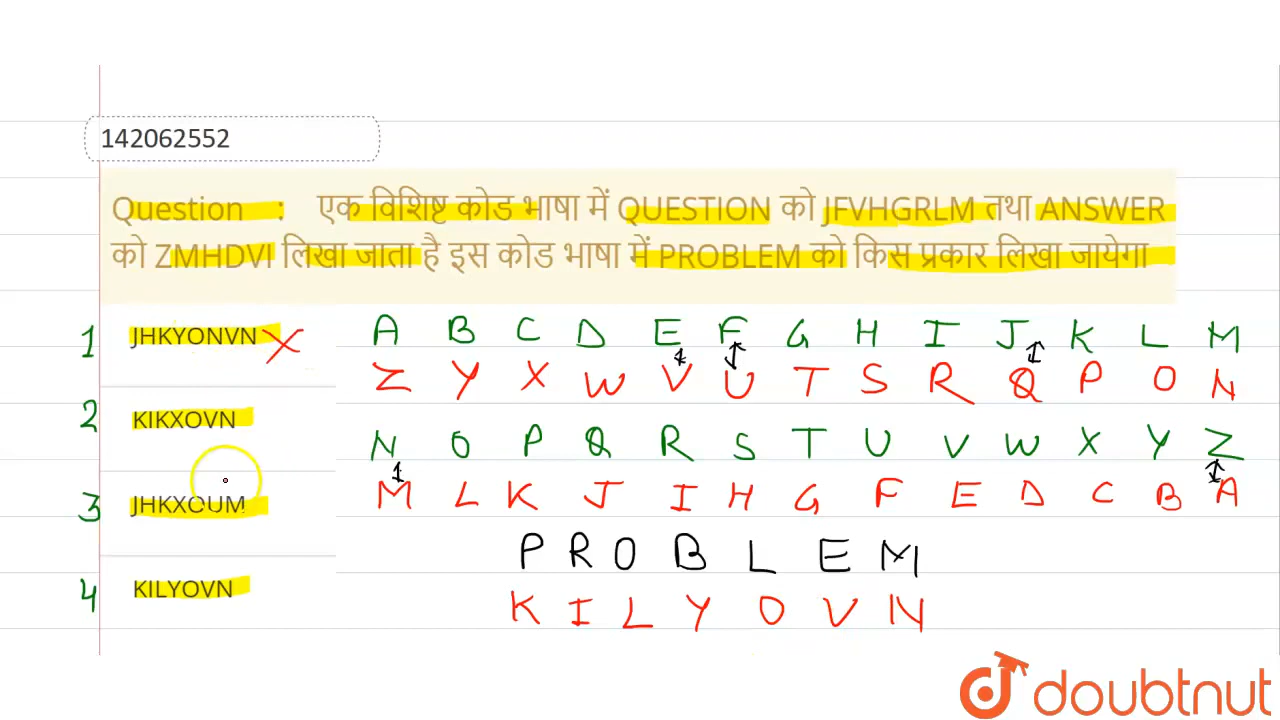 142062552
Question : एक विशिष्ट कोड भाषा में QUESTION को JFVHGRLM तथा ANSWER
को ZMHDVI लिखा जाता है इस कोड भाषा में PROBLEM को किस प्रकार लिखा जायेगा
1 JHKYONVN X
A B C D E F G H I J K L M
Z Y X W V U T S R Q P O N
2 KIKXOVN
N O P Q R S T U V W X Y Z
M L K J I H G F E D C B A
3 JHKXOUM
P R O B L E M
4 KILYOVN
K I L Y O V N
doubtnut